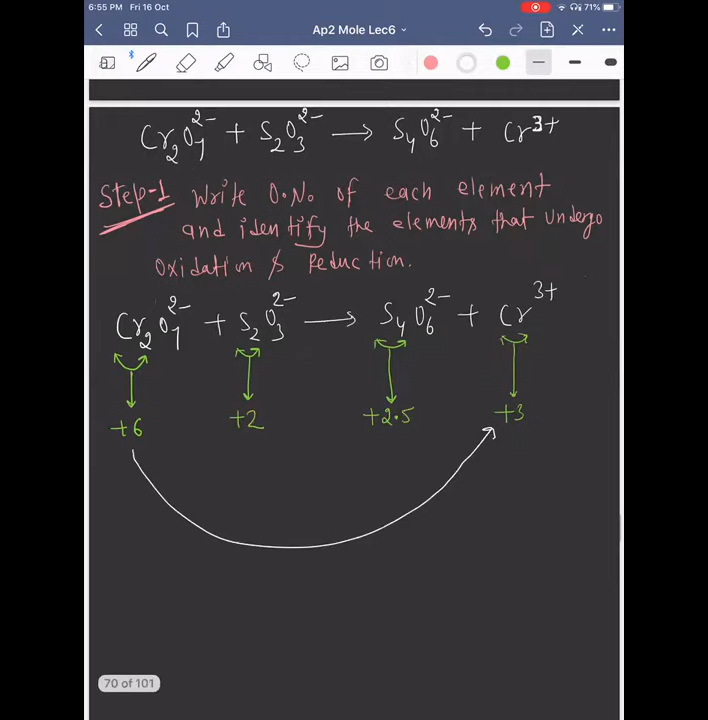 6:55 PM Fri 16 Oct 71%
Ap2 Mole Lec6
Cr2O7^2- + S2O3^2- → S4O6^2- + Cr^3+
Step-1 Write O.No of each element
and identify the elements that undergo
Oxidation & Reduction.
Cr2O7^2- + S2O3^2- → S4O6^2- + Cr^3+
+6 +2 +2.5 +3
70 of 101